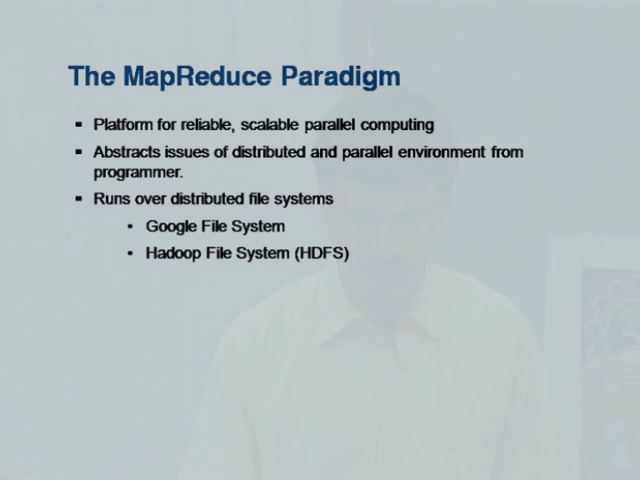 The MapReduce Paradigm
▪ Platform for reliable, scalable parallel computing
▪ Abstracts issues of distributed and parallel environment from
programmer.
▪ Runs over distributed file systems
• Google File System
• Hadoop File System (HDFS)